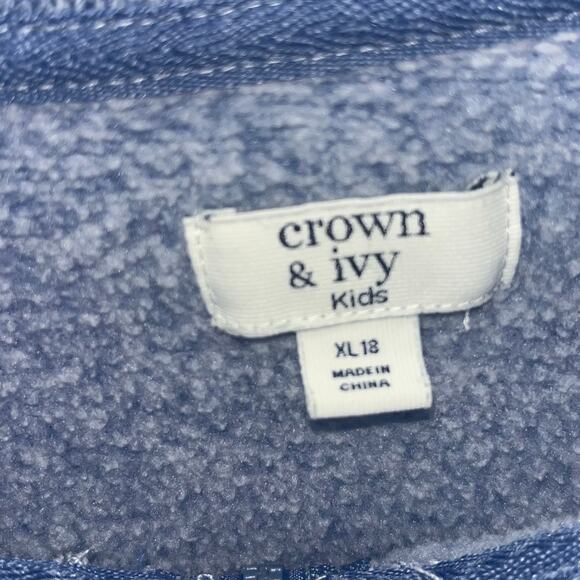 crown
& ivy
Kids
XL 18
MADE IN
CHINA